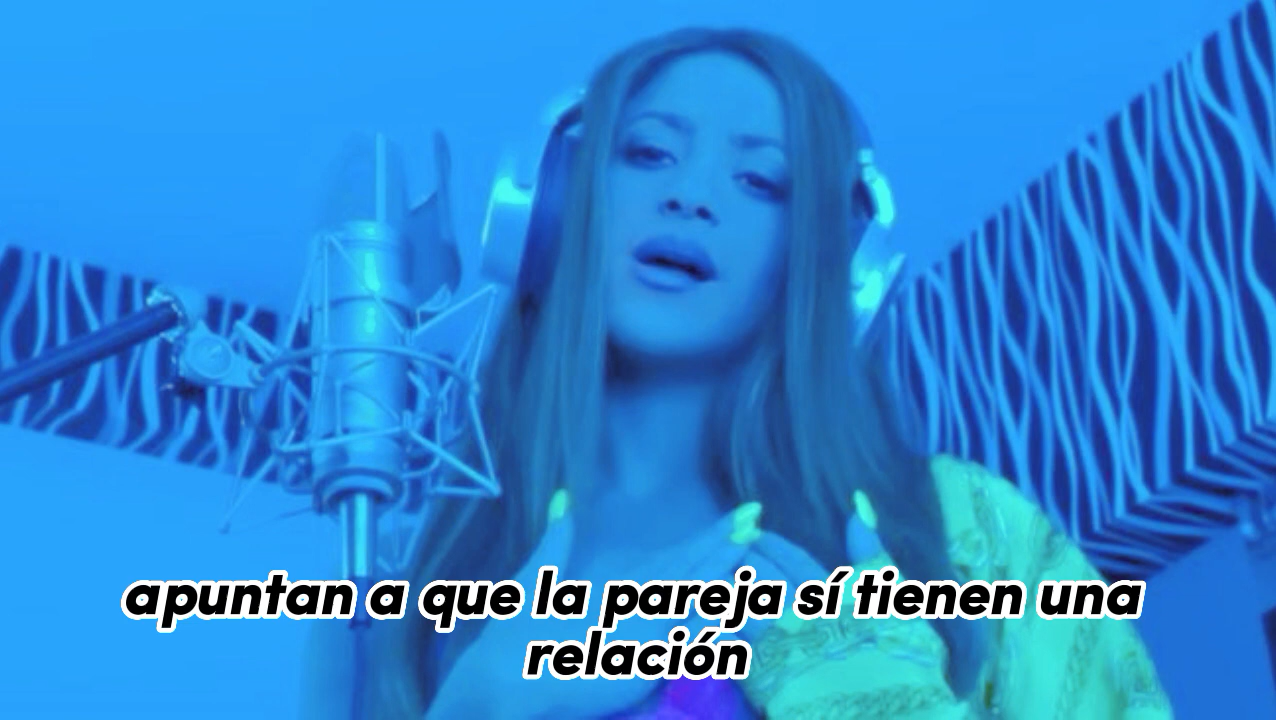 apuntan a que la pareja sí tienen una
relación